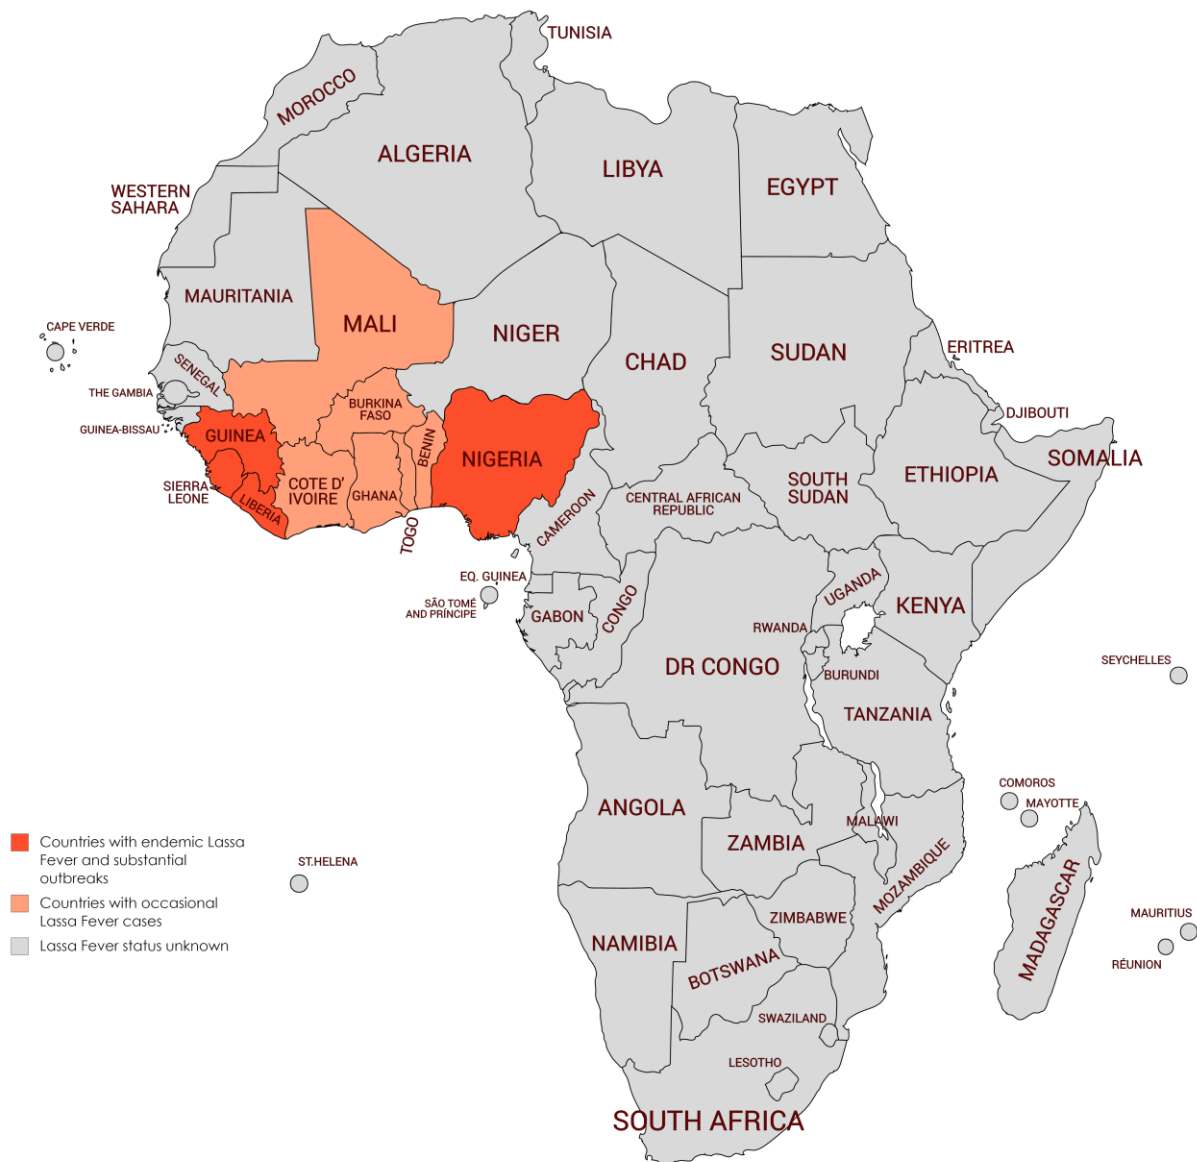 TUNISIA
MOROCCO
ALGERIA
LIBYA
EGYPT
WESTERN
SAHARA
MAURITANIA
MALI
NIGER
CHAD
SUDAN
ERITREA
CAPE VERDE
SENEGAL
THE GAMBIA
GUINEA-BISSAU
GUINEA
SIERRA
LEONE
LIBERIA
COTE D'
IVOIRE
BURKINA
FASO
GHANA
TOGO
BENIN
NIGERIA
CAMEROON
CENTRAL AFRICAN
REPUBLIC
SOUTH
SUDAN
ETHIOPIA
DJIBOUTI
SOMALIA
EQ. GUINEA
SÃO TOMÉ
AND PRÍNCIPE
GABON
CONGO
DR CONGO
UGANDA
KENYA
RWANDA
BURUNDI
TANZANIA
SEYCHELLES
COMOROS
MAYOTTE
ANGOLA
ZAMBIA
MALAWI
MOZAMBIQUE
MADAGASCAR
MAURITIUS
RÉUNION
ST.HELENA
NAMIBIA
BOTSWANA
ZIMBABWE
SWAZILAND
LESOTHO
SOUTH AFRICA
Countries with endemic Lassa
Fever and substantial
outbreaks
Countries with occasional
Lassa Fever cases
Lassa Fever status unknown